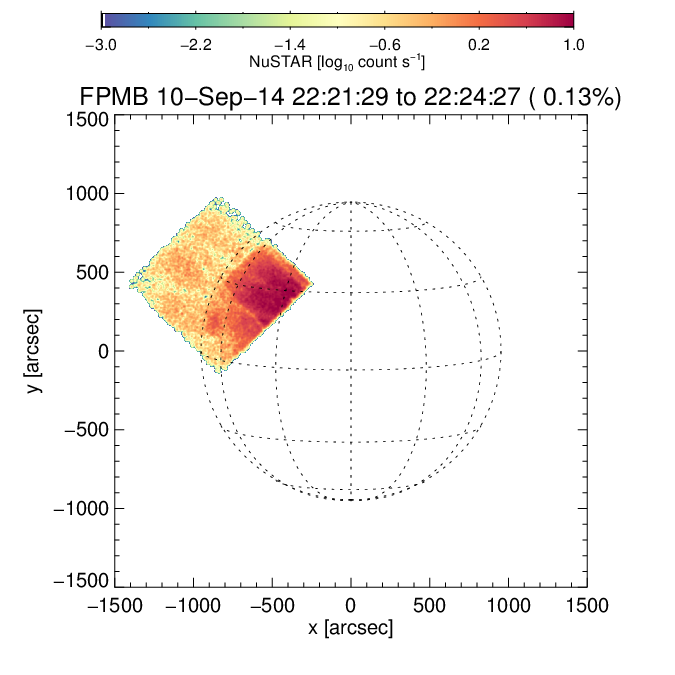 −3.0 −2.2 −1.4 −0.6 0.2 1.0
NuSTAR [log₁₀ count s⁻¹]
FPMB 10−Sep−14 22:21:29 to 22:24:27 ( 0.13%)
1500
1000
500
0
−500
−1000
−1500
y [arcsec]
−1500 −1000 −500 0 500 1000 1500
x [arcsec]